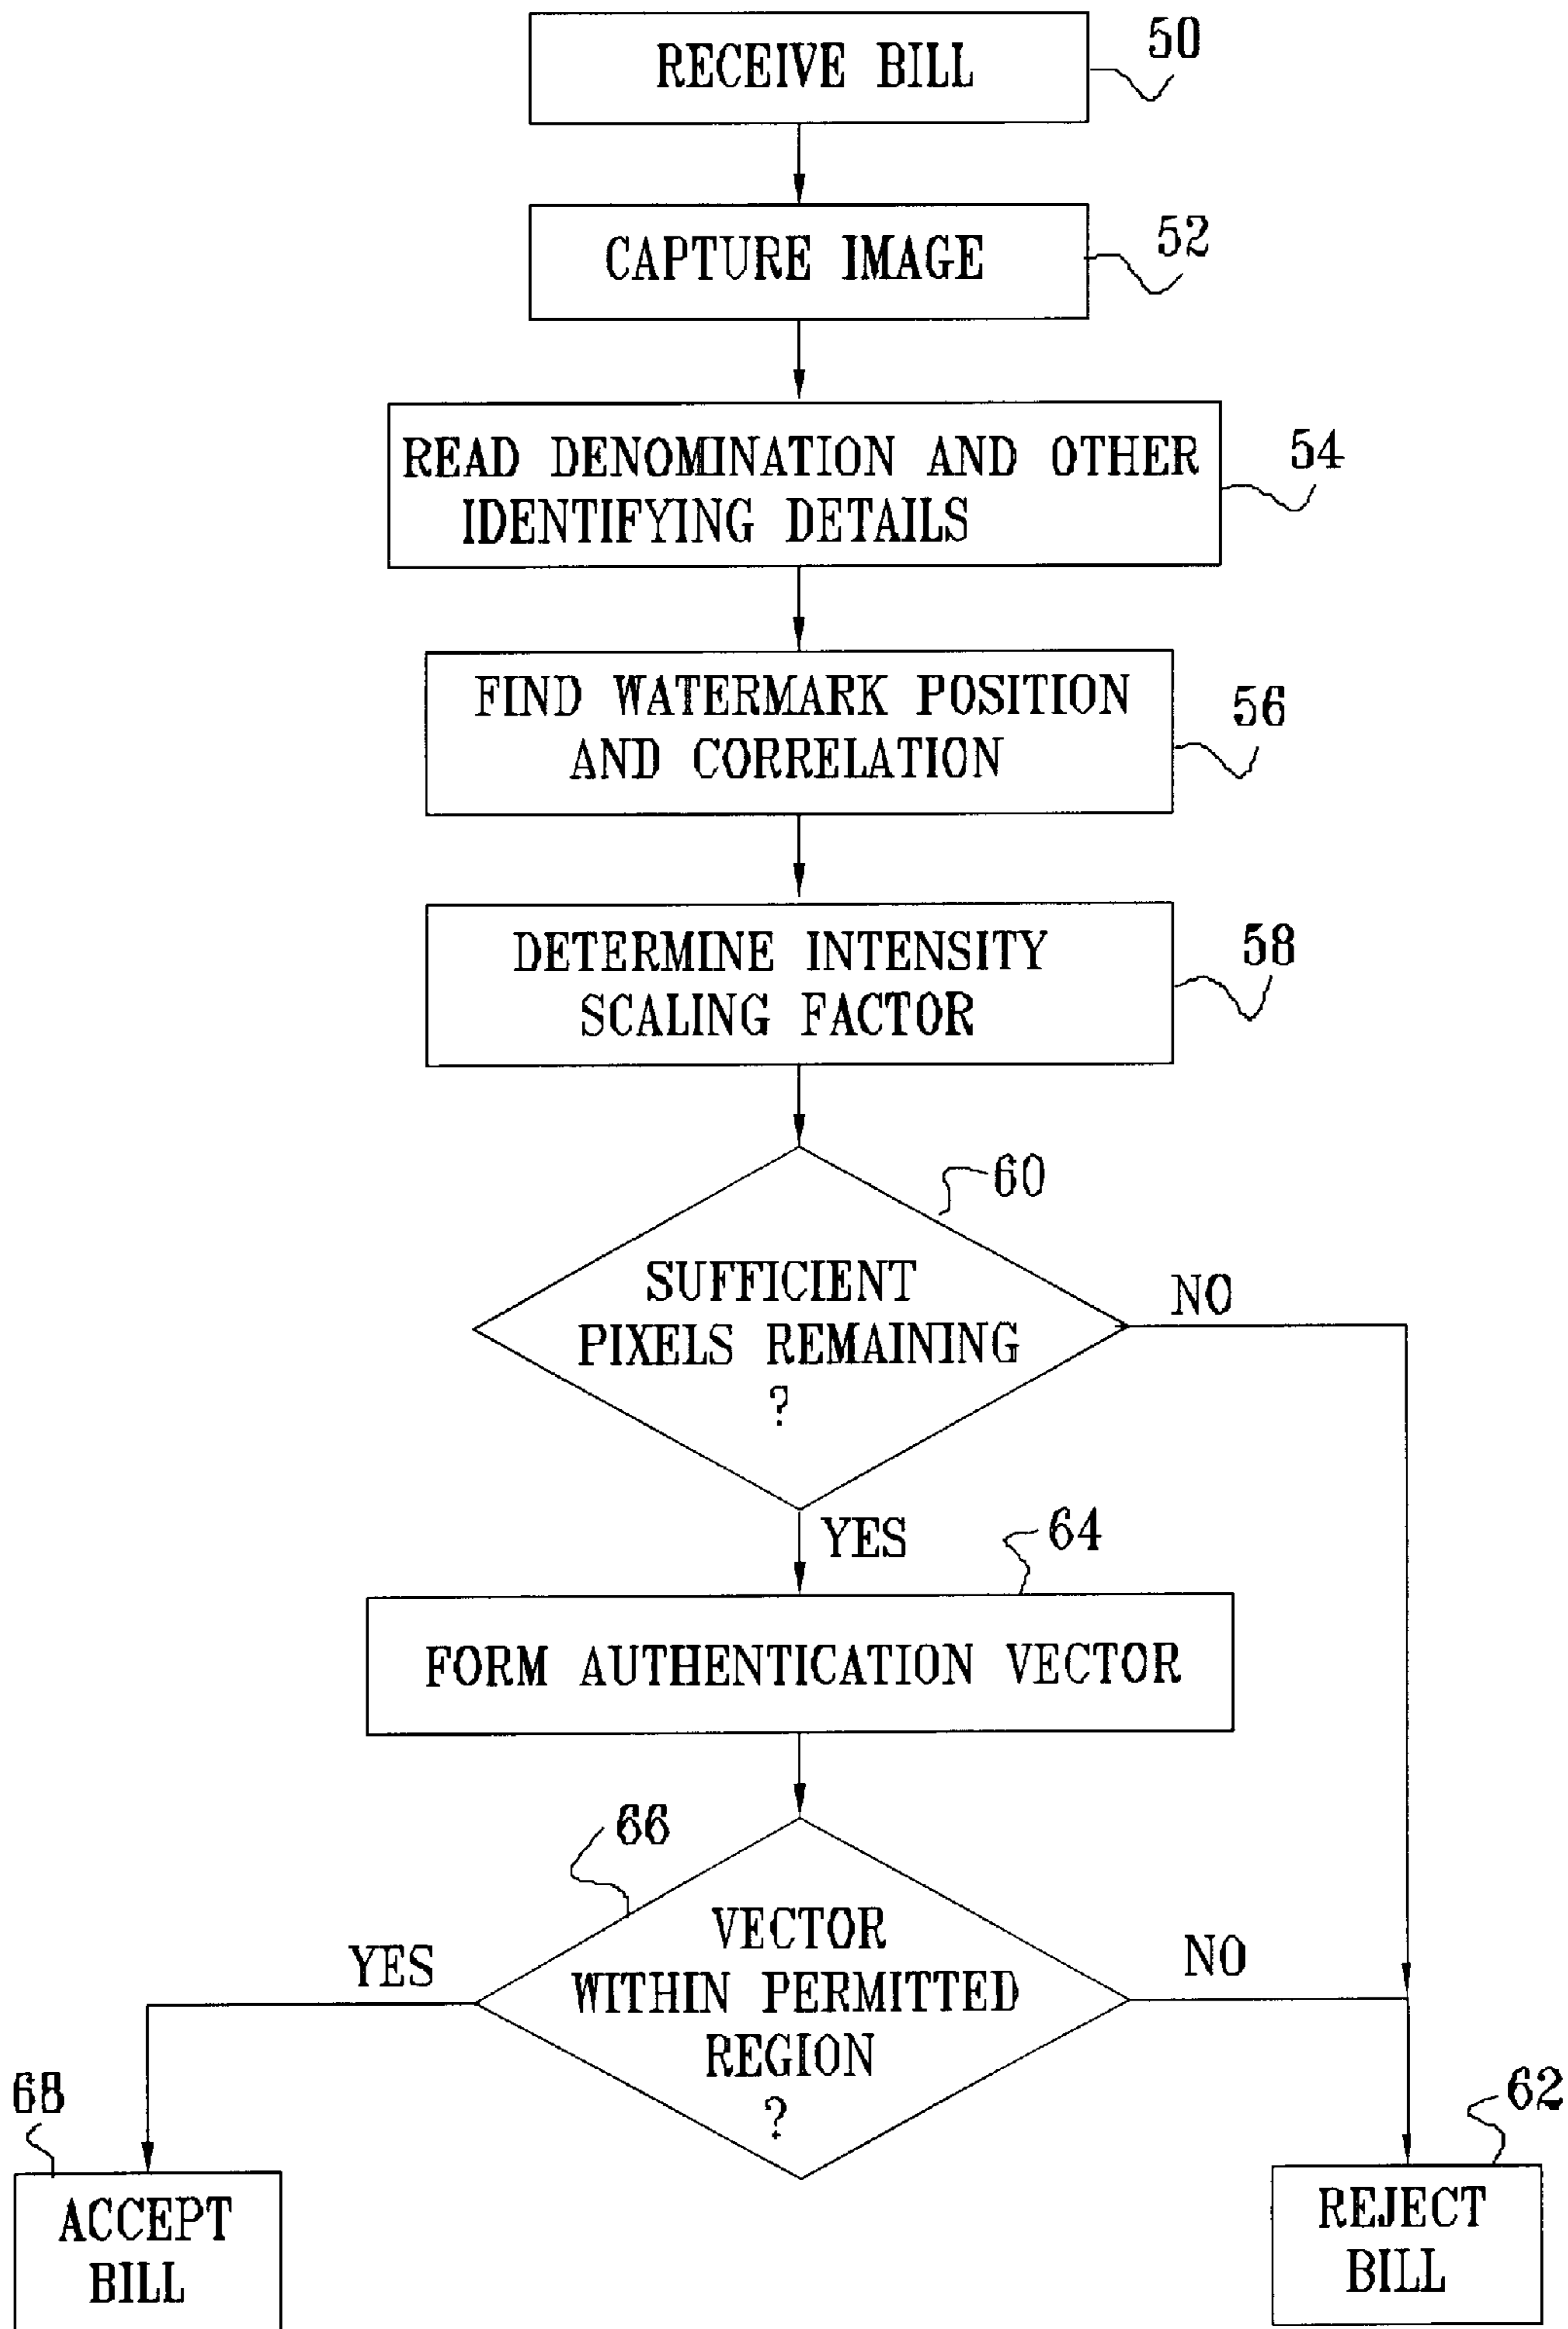 RECEIVE BILL
50
CAPTURE IMAGE
52
READ DENOMINATION AND OTHER
IDENTIFYING DETAILS
54
FIND WATERMARK POSITION
AND CORRELATION
56
DETERMINE INTENSITY
SCALING FACTOR
58
60
SUFFICIENT
PIXELS REMAINING
?
NO
YES
64
FORM AUTHENTICATION VECTOR
66
VECTOR
WITHIN PERMITTED
REGION
?
YES
NO
68
ACCEPT
BILL
62
REJECT
BILL